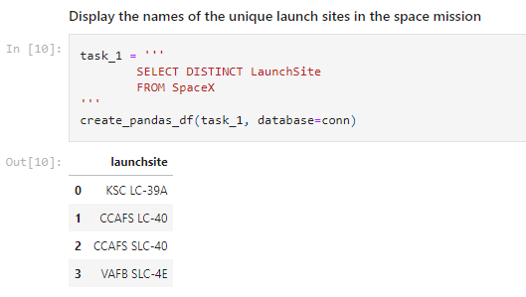 Display the names of the unique launch sites in the space mission
In [10]:
task_1 = '''
SELECT DISTINCT LaunchSite
FROM SpaceX
'''
create_pandas_df(task_1, database=conn)
Out[10]:
launchsite
0 KSC LC-39A
1 CCAFS LC-40
2 CCAFS SLC-40
3 VAFB SLC-4E